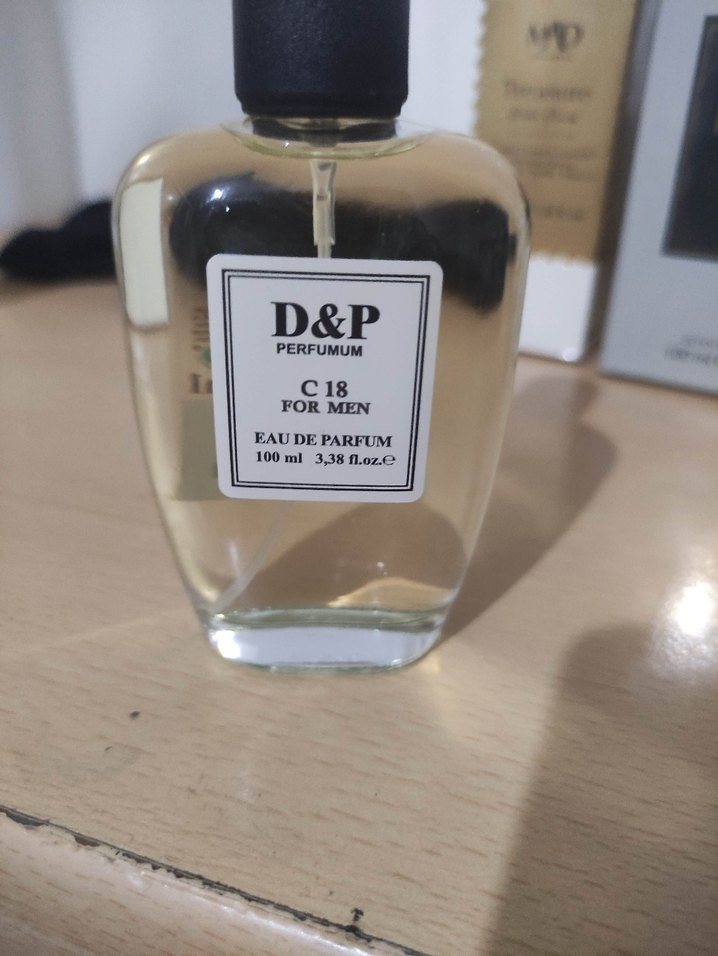 D&P
PERFUMUM
C 18
FOR MEN
EAU DE PARFUM
100 ml 3,38 fl.oz.℮